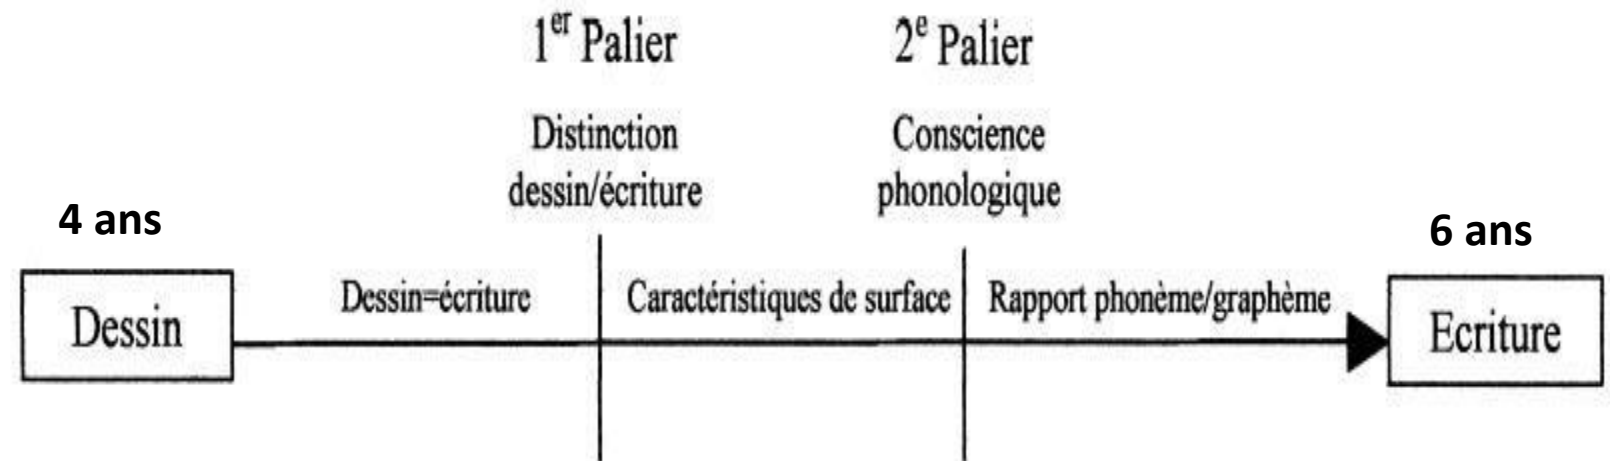 1er Palier
2e Palier
Distinction
dessin/écriture
Conscience
phonologique
4 ans
6 ans
Dessin
Dessin=écriture
Caractéristiques de surface
Rapport phonème/graphème
Ecriture